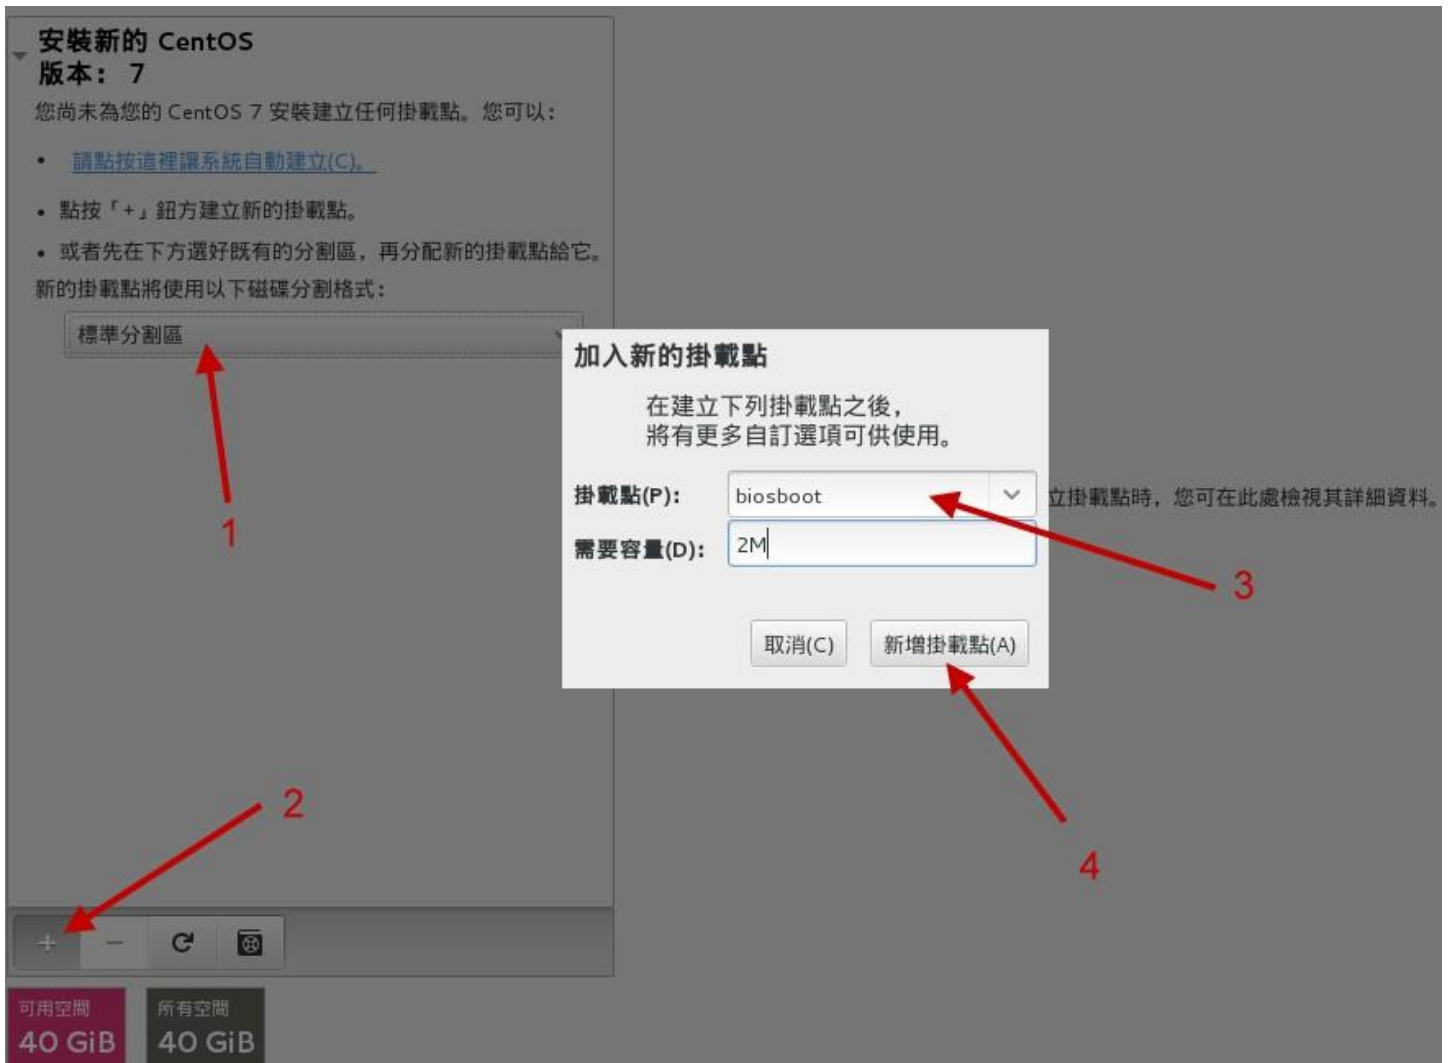 安裝新的 CentOS
版本： 7
您尚未為您的 CentOS 7 安裝建立任何掛載點。您可以：
• 請點按這裡讓系統自動建立(C)。
• 點按「+」鈕方建立新的掛載點。
• 或者先在下方選好既有的分割區，再分配新的掛載點給它。
新的掛載點將使用以下磁碟分割格式：
標準分割區
1
加入新的掛載點
在建立下列掛載點之後，
將有更多自訂選項可供使用。
掛載點(P)： biosboot
立掛載點時，您可在此處檢視其詳細資料。
需要容量(D)： 2M
3
取消(C) 新增掛載點(A)
2
4
+ −
可用空間 所有空間
40 GiB 40 GiB